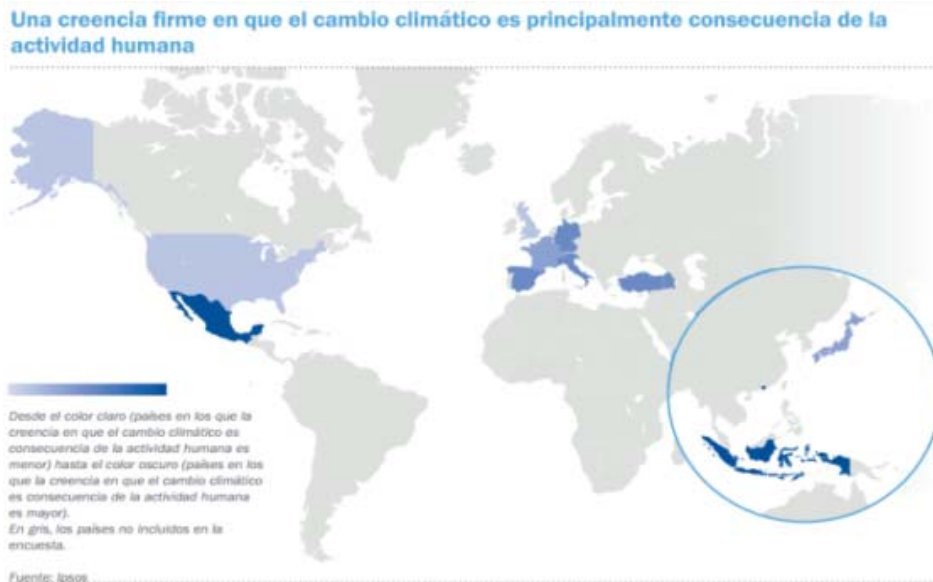 Una creencia firme en que el cambio climático es principalmente consecuencia de la
actividad humana
Desde el color claro (países en los que la
creencia en que el cambio climático es
consecuencia de la actividad humana es
menor) hasta el color oscuro (países en los
que la creencia en que el cambio climático
es consecuencia de la actividad humana
es mayor).
En gris, los países no incluidos en la
encuesta.
Fuente: Ipsos